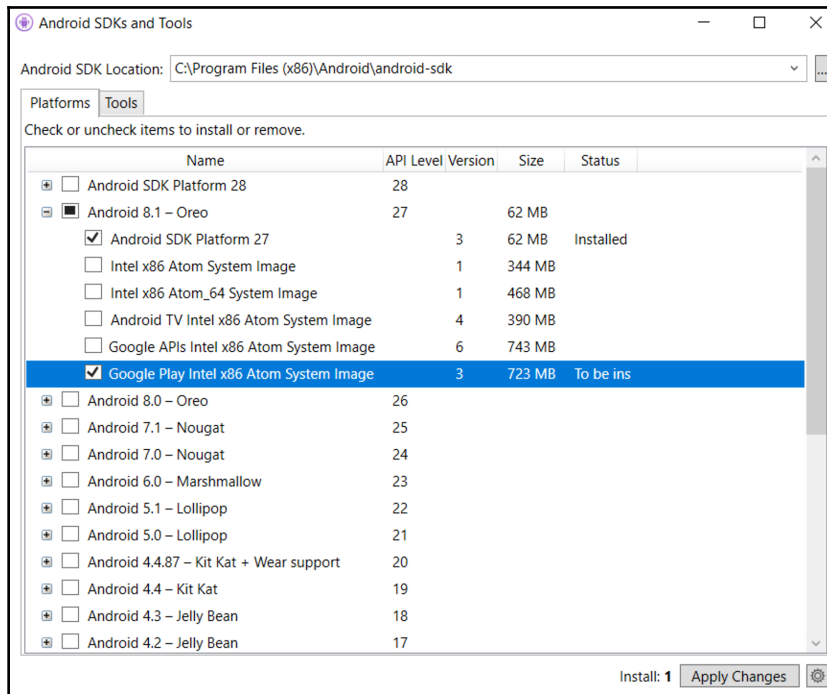 Android SDKs and Tools
Android SDK Location: C:\Program Files (x86)\Android\android-sdk ...
Platforms Tools
Check or uncheck items to install or remove.
Name API Level Version Size Status
Android SDK Platform 28 28
Android 8.1 – Oreo 27 62 MB
Android SDK Platform 27 3 62 MB Installed
Intel x86 Atom System Image 1 344 MB
Intel x86 Atom_64 System Image 1 468 MB
Android TV Intel x86 Atom System Image 4 390 MB
Google APIs Intel x86 Atom System Image 6 743 MB
Google Play Intel x86 Atom System Image 3 723 MB To be ins
Android 8.0 – Oreo 26
Android 7.1 – Nougat 25
Android 7.0 – Nougat 24
Android 6.0 – Marshmallow 23
Android 5.1 – Lollipop 22
Android 5.0 – Lollipop 21
Android 4.4.87 – Kit Kat + Wear support 20
Android 4.4 – Kit Kat 19
Android 4.3 – Jelly Bean 18
Android 4.2 – Jelly Bean 17
Install: 1 Apply Changes